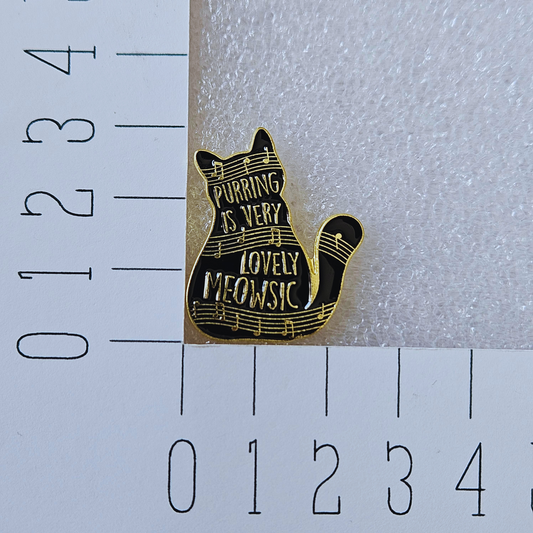 4
3
2
1
0
PURRING
IS VERY
LOVELY
MEOWSIC
0 1 2 3 4